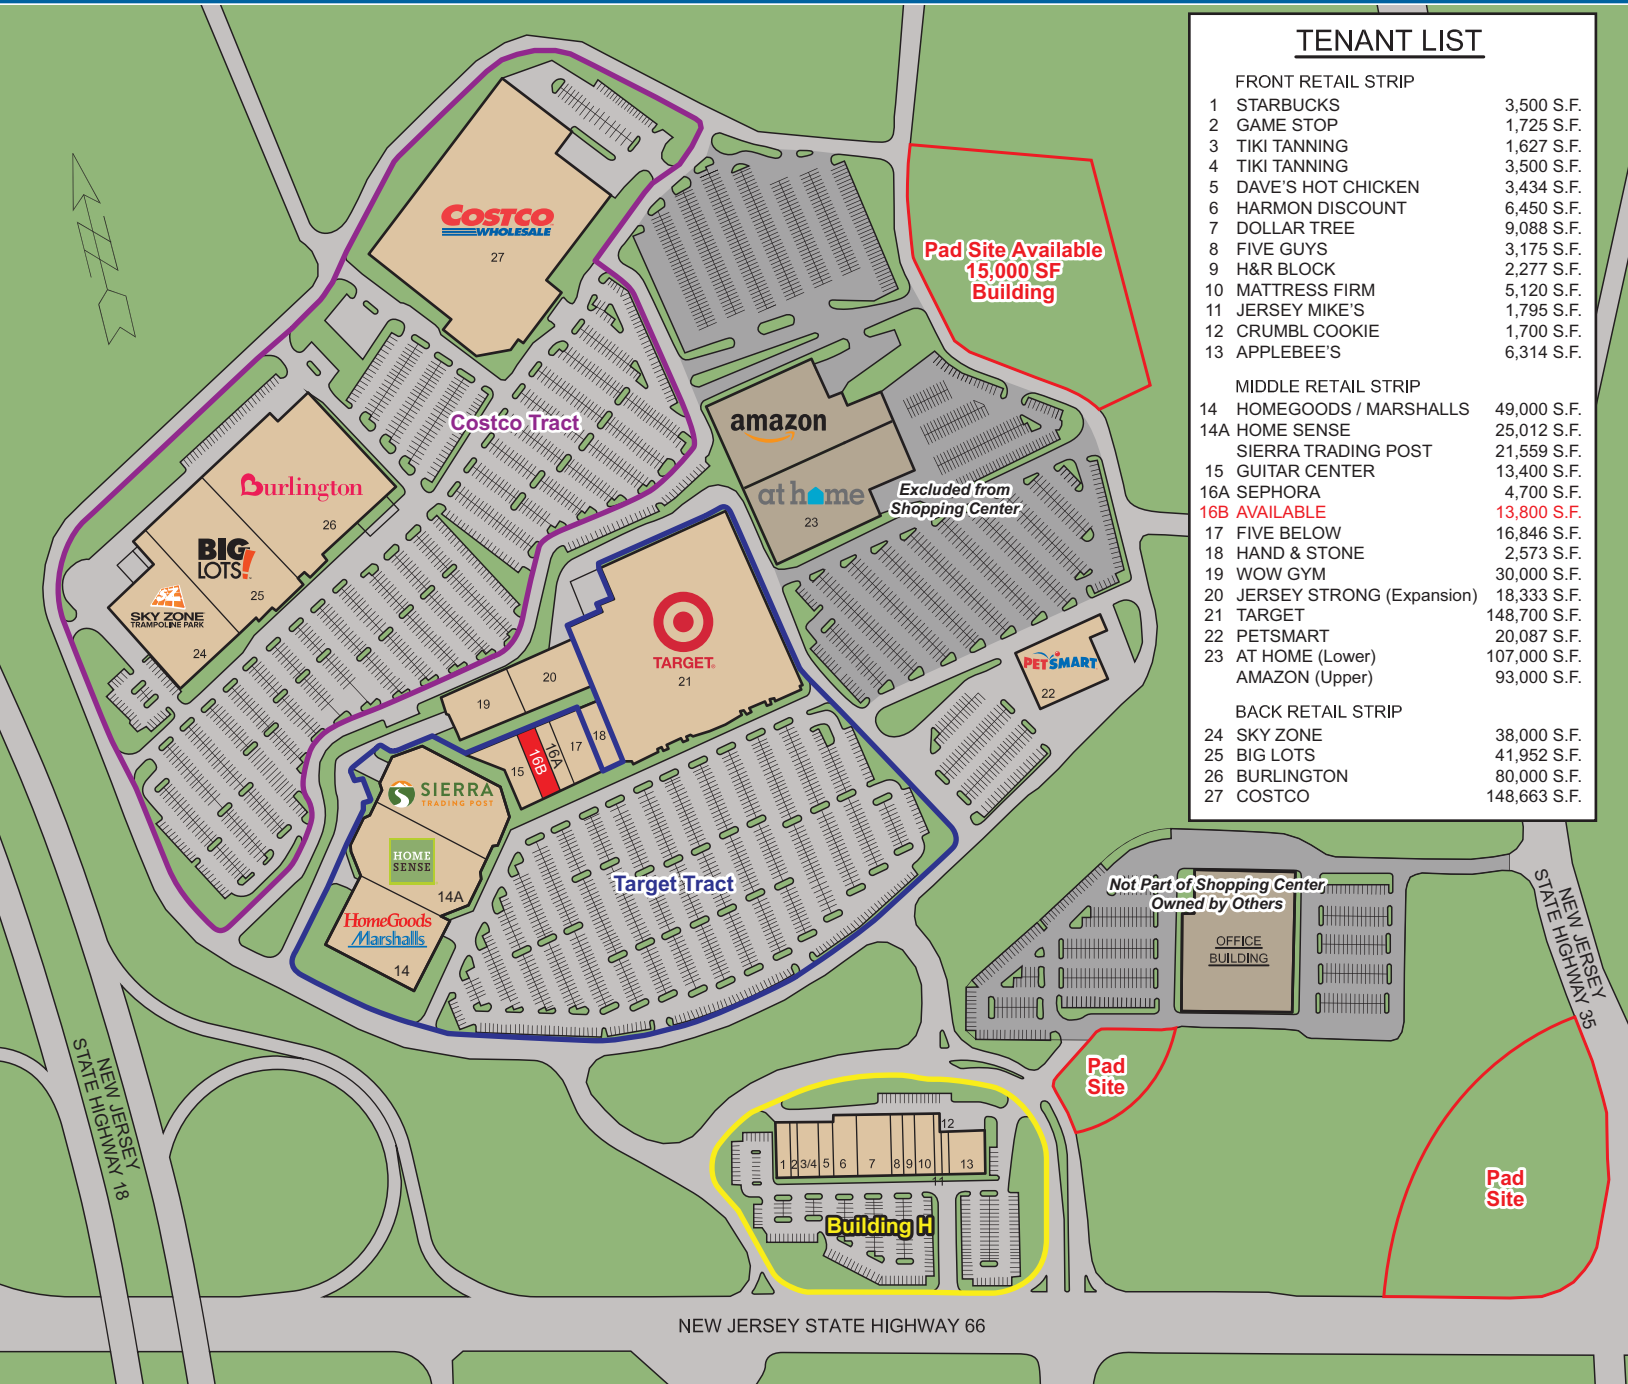 TENANT LIST
FRONT RETAIL STRIP
1 STARBUCKS 3,500 S.F.
2 GAME STOP 1,725 S.F.
3 TIKI TANNING 1,627 S.F.
4 TIKI TANNING 3,500 S.F.
5 DAVE'S HOT CHICKEN 3,434 S.F.
6 HARMON DISCOUNT 6,450 S.F.
7 DOLLAR TREE 9,088 S.F.
8 FIVE GUYS 3,175 S.F.
9 H&R BLOCK 2,277 S.F.
10 MATTRESS FIRM 5,120 S.F.
11 JERSEY MIKE'S 1,795 S.F.
12 CRUMBL COOKIE 1,700 S.F.
13 APPLEBEE'S 6,314 S.F.
MIDDLE RETAIL STRIP
14 HOMEGOODS / MARSHALLS 49,000 S.F.
14A HOME SENSE 25,012 S.F.
SIERRA TRADING POST 21,559 S.F.
15 GUITAR CENTER 13,400 S.F.
16A SEPHORA 4,700 S.F.
16B AVAILABLE 13,800 S.F.
17 FIVE BELOW 16,846 S.F.
18 HAND & STONE 2,573 S.F.
19 WOW GYM 30,000 S.F.
20 JERSEY STRONG (Expansion) 18,333 S.F.
21 TARGET 148,700 S.F.
22 PETSMART 20,087 S.F.
23 AT HOME (Lower) 107,000 S.F.
AMAZON (Upper) 93,000 S.F.
BACK RETAIL STRIP
24 SKY ZONE 38,000 S.F.
25 BIG LOTS 41,952 S.F.
26 BURLINGTON 80,000 S.F.
27 COSTCO 148,663 S.F.
COSTCO
WHOLESALE
27
Pad Site Available
15,000 SF
Building
Costco Tract
amazon
at home
23
Excluded from
Shopping Center
Burlington
26
BIG
LOTS!
25
SKY ZONE
TRAMPOLINE PARK
24
TARGET
21
20
19
18
17
16A
16B
15
PETSMART
22
SIERRA
TRADING POST
HOME
SENSE
14A
HomeGoods
Marshalls
14
Target Tract
Not Part of Shopping Center
Owned by Others
OFFICE
BUILDING
NEW JERSEY
STATE HIGHWAY 35
Pad
Site
Pad
Site
NEW JERSEY
STATE HIGHWAY 18
12
1 2 3/4 5 6 7 8 9 10 13
11
Building H
NEW JERSEY STATE HIGHWAY 66